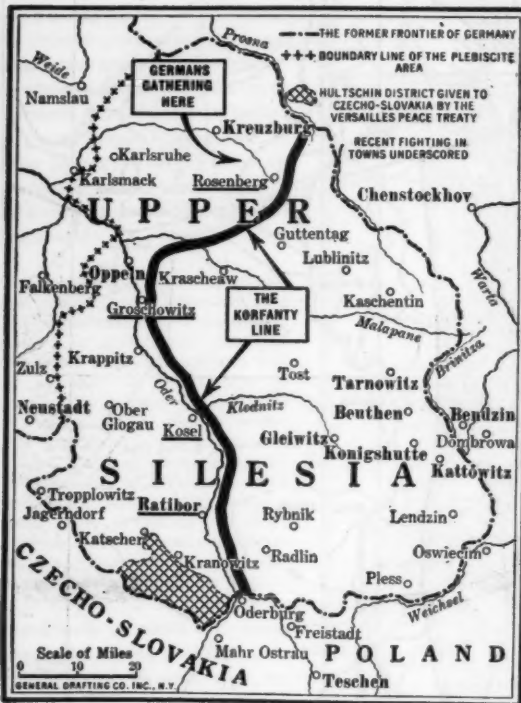 Prosna
THE FORMER FRONTIER OF GERMANY
BOUNDARY LINE OF THE PLEBISCITE
AREA
HULTSCHIN DISTRICT GIVEN TO
CZECHO-SLOVAKIA BY THE
VERSAILLES PEACE TREATY
RECENT FIGHTING IN
TOWNS UNDERSCORED
Weide
Namslau
GERMANS
GATHERING
HERE
Kreuzburg
Karlsruhe
Karlsmack
Rosenberg
Chenstockhov
UPPER
Guttentag
Lublinitz
Oppeln
Krascheaw
Falkenberg
Groschowitz
THE
KORFANTY
LINE
Kaschentin
Warta
Malapane
Brinitza
Krappitz
Zulz
Oder
Tost
Tarnowitz
Neustadt
Ober
Glogau
Klodnitz
Kosel
Beuthen
Bendzin
Dombrowa
Gleiwitz
Konigshutte
Kattowitz
SILESIA
Tropplowitz
Jagerndorf
Ratibor
Rybnik
Lendzin
Katscher
Kranowitz
Radlin
Oswiecim
Pless
Weichsel
CZECHO-SLOVAKIA
Oderburg
Freistadt
Mahr Ostrau
POLAND
Teschen
Scale of Miles
0 10 20
GENERAL DRAFTING CO. INC., N.Y.